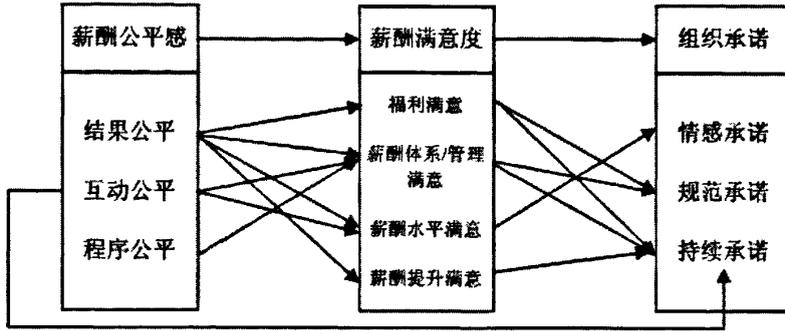 薪酬公平感
结果公平
互动公平
程序公平
薪酬满意度
福利满意
薪酬体系/管理
满意
薪酬水平满意
薪酬提升满意
组织承诺
情感承诺
规范承诺
持续承诺